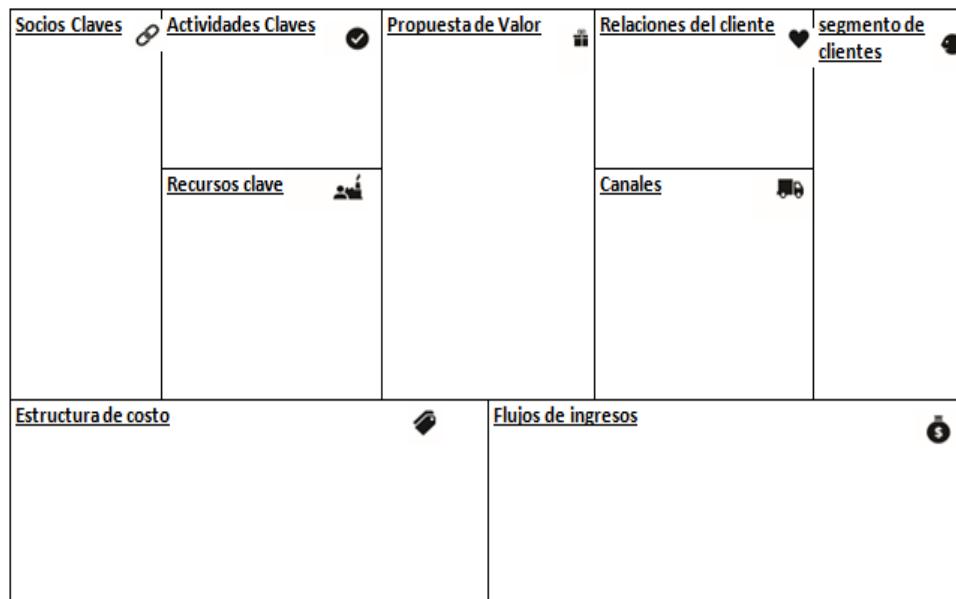 Socios Claves
Actividades Claves
Propuesta de Valor
Relaciones del cliente
segmento de
clientes
Recursos clave
Canales
Estructura de costo
Flujos de ingresos
$